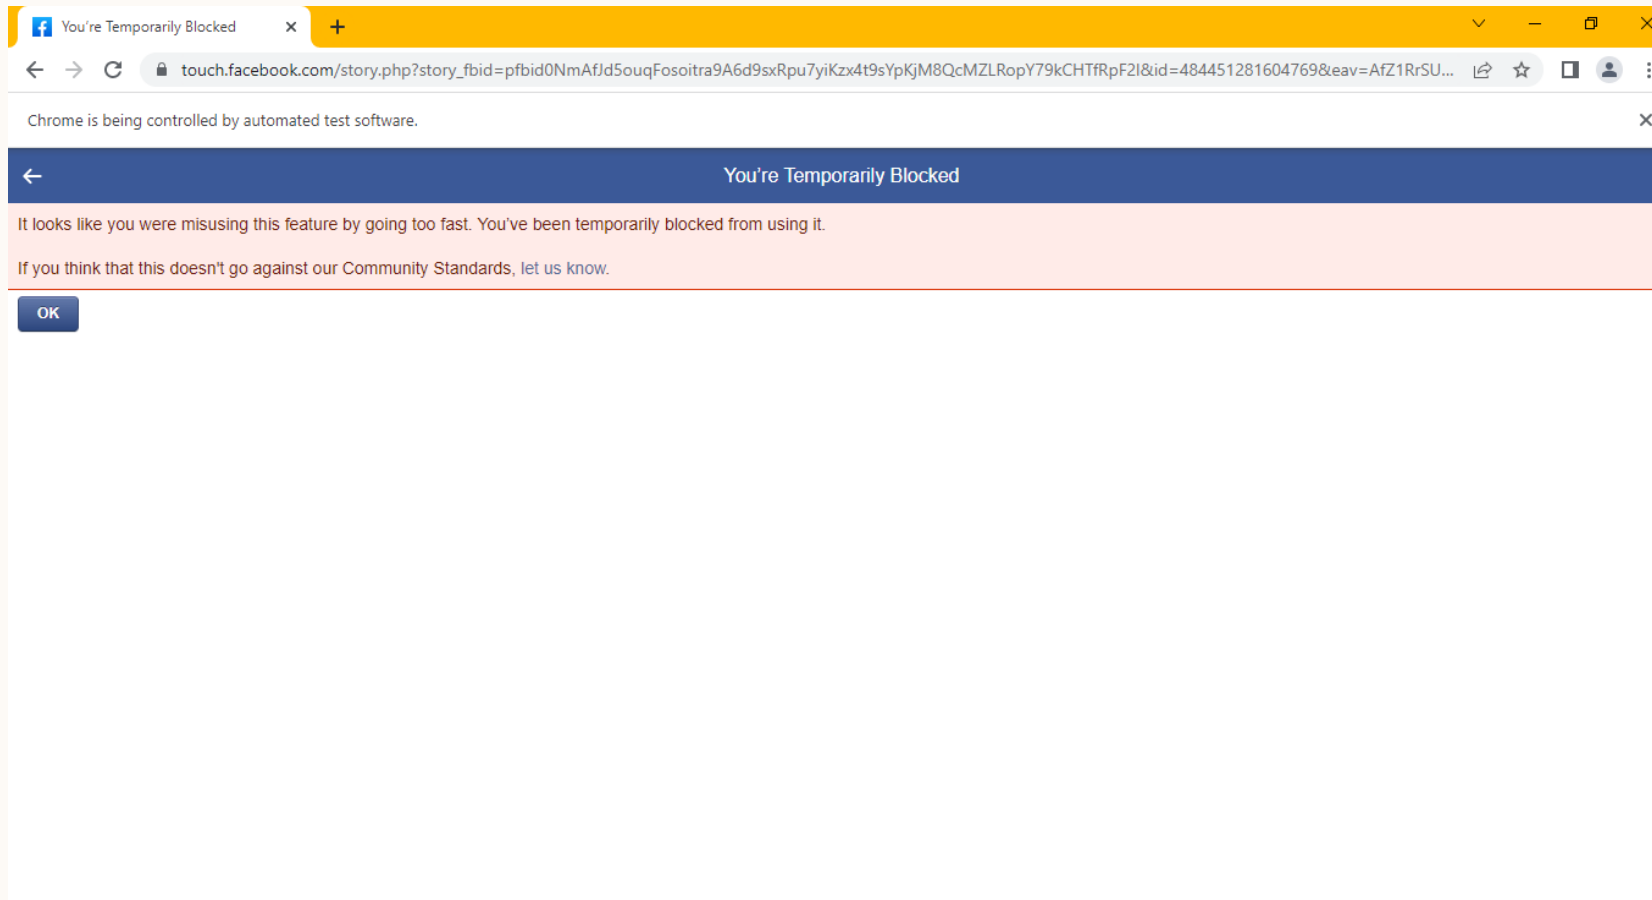 You're Temporarily Blocked
touch.facebook.com/story.php?story_fbid=pfbid0NmAfJd5ouqFosoitra9A6d9sxRpu7yiKzx4t9sYpKjM8QcMZLRopY79kCHTfRpF2l&id=484451281604769&eav=AfZ1RrSU...
Chrome is being controlled by automated test software.
You're Temporarily Blocked
It looks like you were misusing this feature by going too fast. You've been temporarily blocked from using it.
If you think that this doesn't go against our Community Standards, let us know.
OK